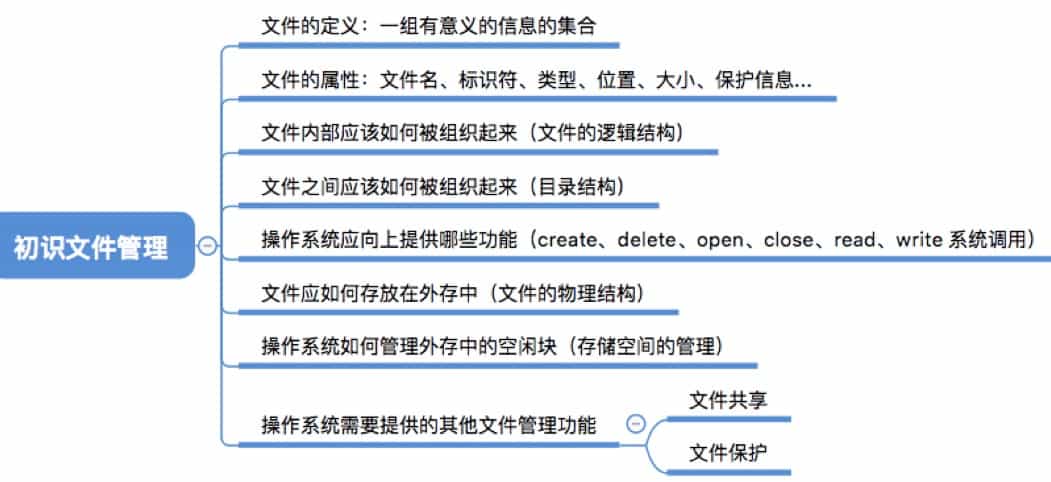 初识文件管理
文件的定义：一组有意义的信息的集合
文件的属性：文件名、标识符、类型、位置、大小、保护信息...
文件内部应该如何被组织起来（文件的逻辑结构）
文件之间应该如何被组织起来（目录结构）
操作系统应向上提供哪些功能（create、delete、open、close、read、write 系统调用）
文件应如何存放在外存中（文件的物理结构）
操作系统如何管理外存中的空闲块（存储空间的管理）
操作系统需要提供的其他文件管理功能
文件共享
文件保护